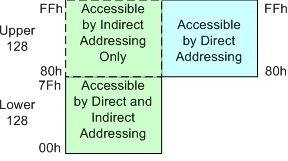 FFh
Accessible
by Indirect
Addressing
Only
Accessible
by Direct
Addressing
FFh
Upper
128
80h
80h
7Fh
Accessible
by Direct and
Indirect
Addressing
Lower
128
00h